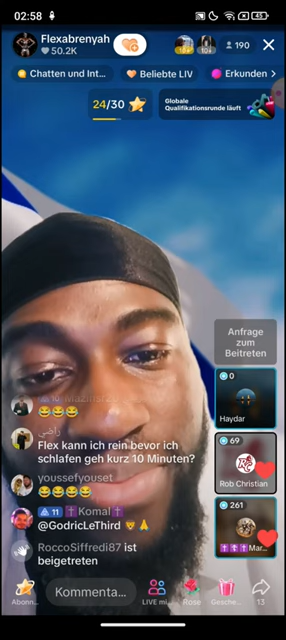 02:58
45
Flexabrenyah
50.2K
190
Chatten und Int...
Beliebte LIV
Erkunden >
24/30
Globale
Qualifikationsrunde läuft
Anfrage
zum
Beitreten
0
Haydar
😂😂😂
راضي
Flex kann ich rein bevor ich
schlafen geh kurz 10 Minuten?
69
Rob Christian
youssefyouset
😂😂😂😂
11 ✝️Komal✝️
@GodricLeThird 🦁🙏
261
✝️✝️✝️Mar...
RoccoSiffredi87 ist
beigetreten
Abonn...
Kommenta...
LIVE mi...
Rose
Gesche...
13